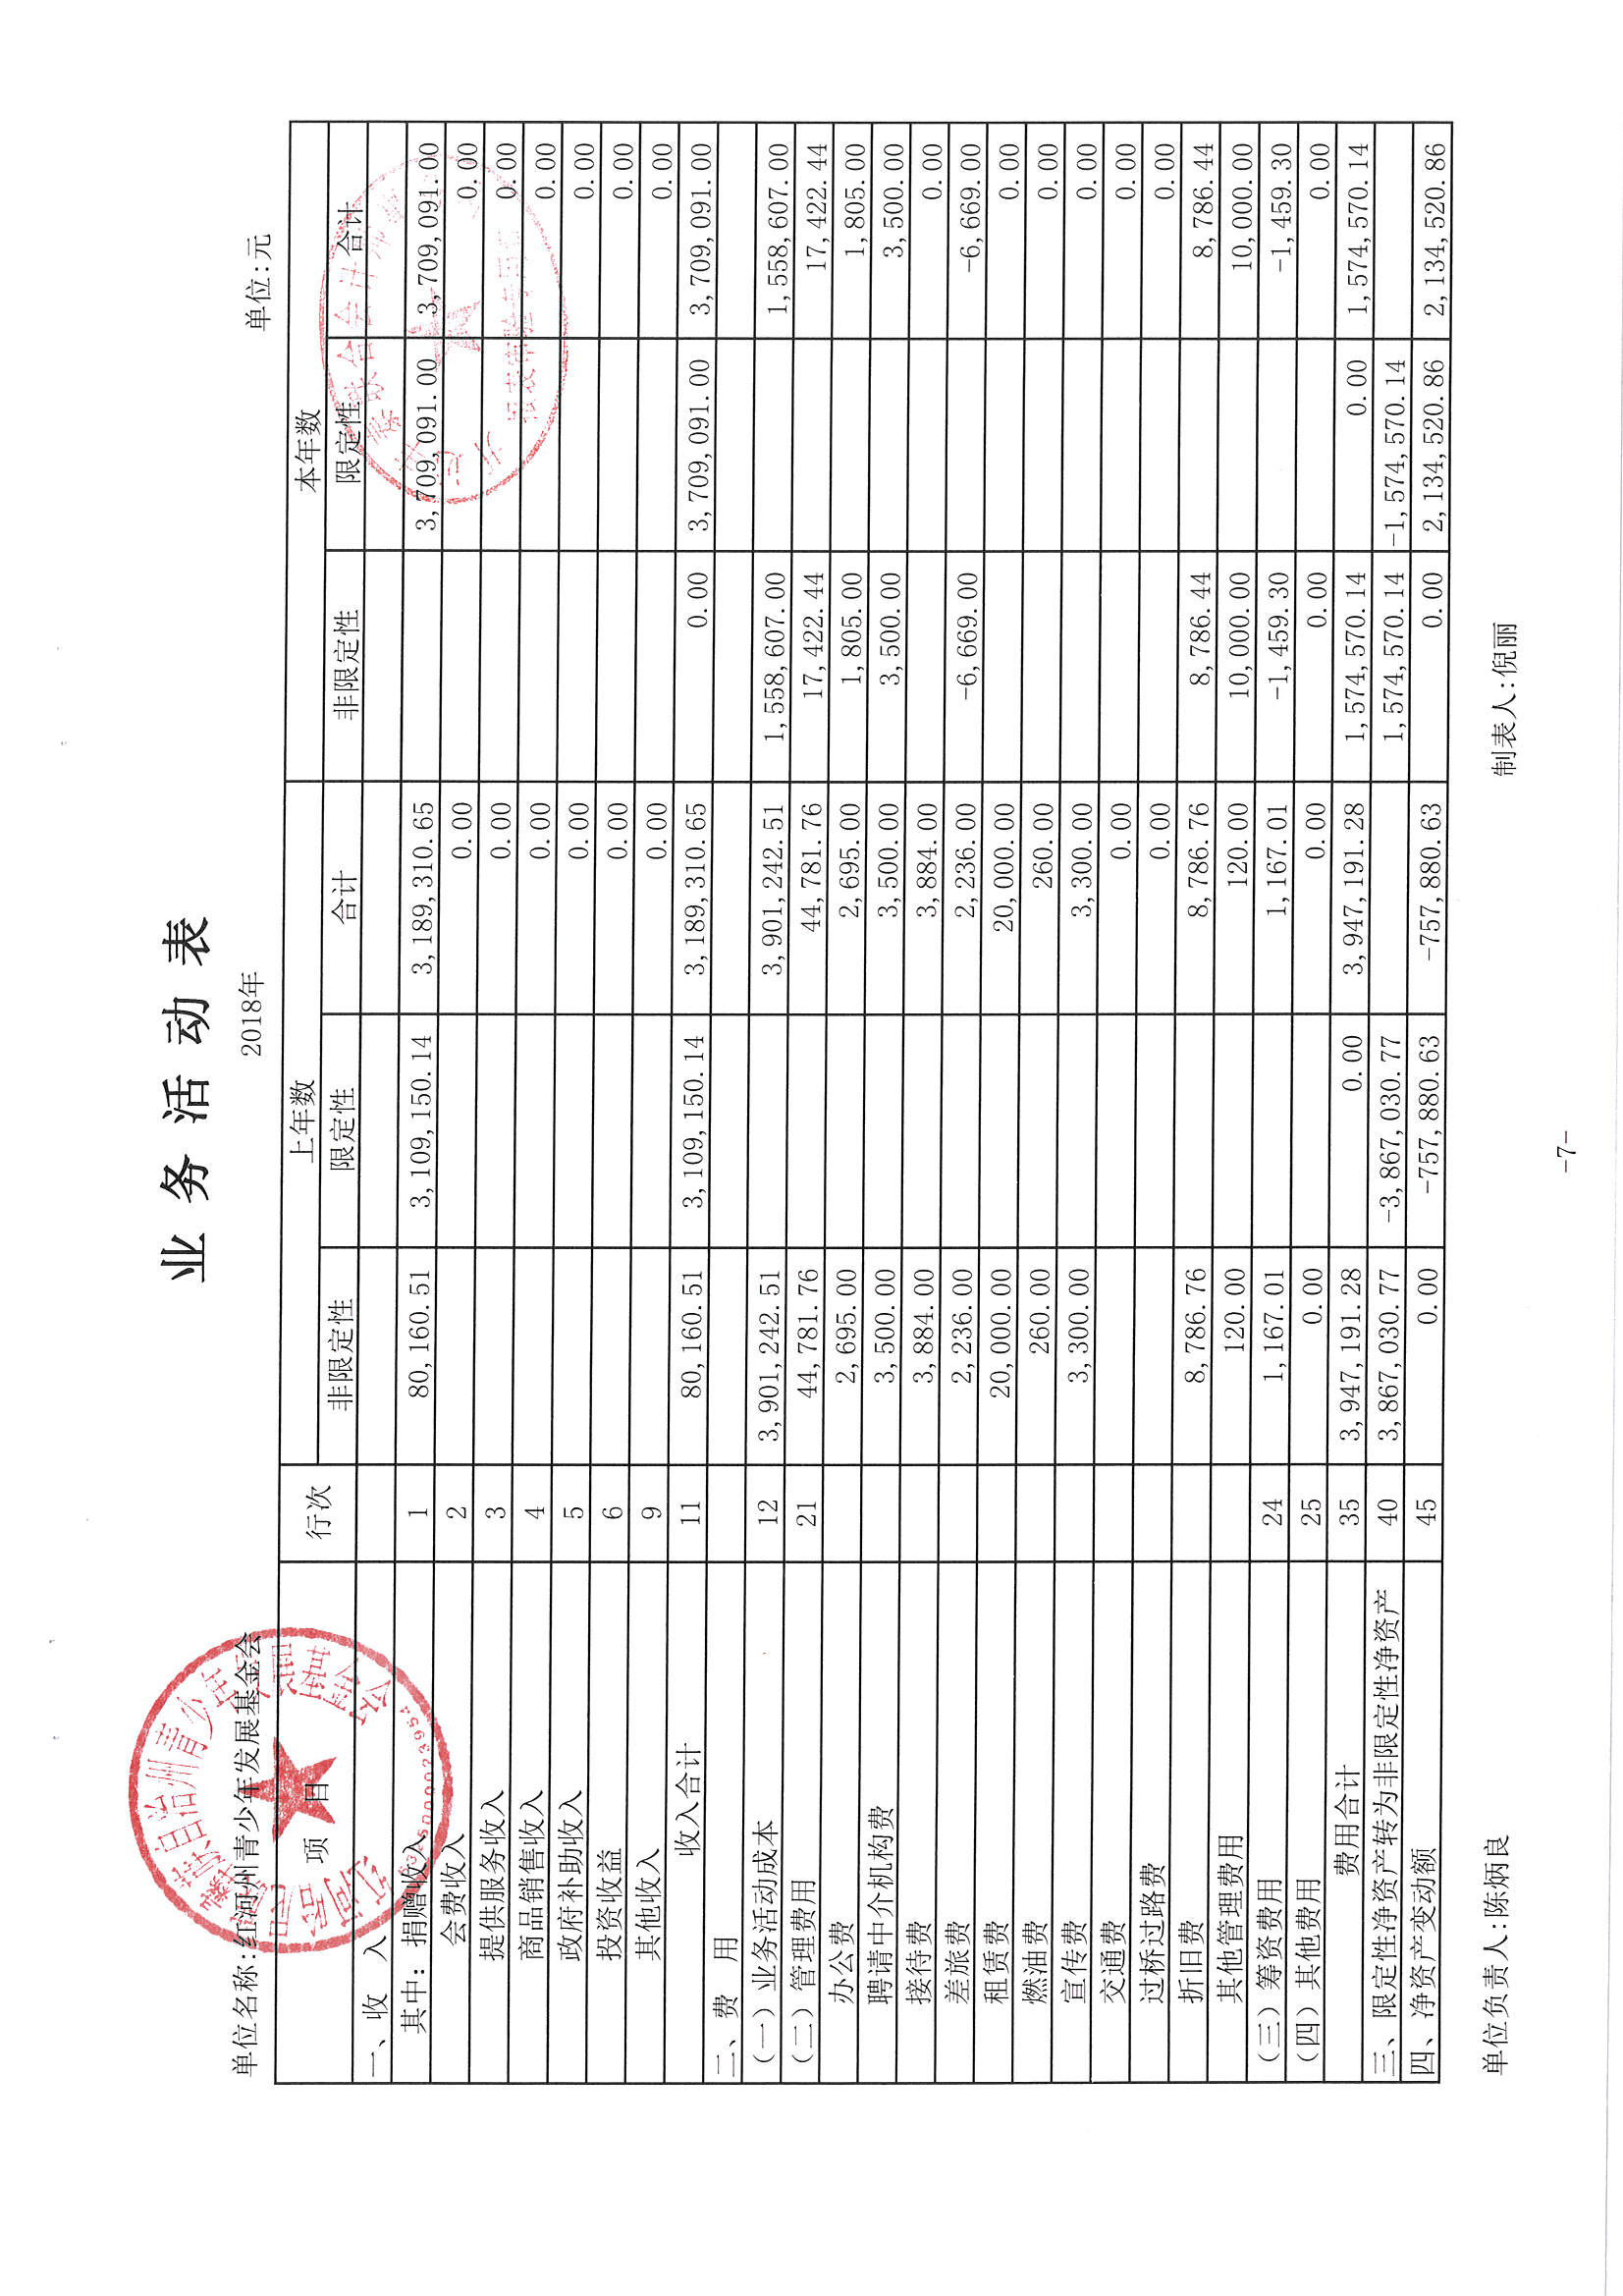 业务活动表
2018年
单位名称:红河州青少年发展基金会 单位:元
项 目 行次 上年数 本年数
非限定性 限定性 合计 非限定性 限定性 合计
一、收 入
其中：捐赠收入 1 80,160.51 3,109,150.14 3,189,310.65 3,709,091.00 3,709,091.00
会费收入 2 0.00 0.00
提供服务收入 3 0.00 0.00
商品销售收入 4 0.00 0.00
政府补助收入 5 0.00 0.00
投资收益 6 0.00 0.00
其他收入 9 0.00 0.00
收入合计 11 80,160.51 3,109,150.14 3,189,310.65 0.00 3,709,091.00 3,709,091.00
二、费 用
（一）业务活动成本 12 3,901,242.51 3,901,242.51 1,558,607.00 1,558,607.00
（二）管理费用 21 44,781.76 44,781.76 17,422.44 17,422.44
办公费 2,695.00 2,695.00 1,805.00 1,805.00
聘请中介机构费 3,500.00 3,500.00 3,500.00 3,500.00
接待费 3,884.00 3,884.00 0.00
差旅费 2,236.00 2,236.00 -6,669.00 -6,669.00
租赁费 20,000.00 20,000.00 0.00
燃油费 260.00 260.00 0.00
宣传费 3,300.00 3,300.00 0.00
交通费 0.00 0.00
过桥过路费 0.00 0.00
折旧费 8,786.76 8,786.76 8,786.44 8,786.44
其他管理费用 120.00 120.00 10,000.00 10,000.00
（三）筹资费用 24 1,167.01 1,167.01 -1,459.30 -1,459.30
（四）其他费用 25 0.00 0.00 0.00 0.00
费用合计 35 3,947,191.28 0.00 3,947,191.28 1,574,570.14 0.00 1,574,570.14
三、限定性净资产转为非限定性净资产 40 3,867,030.77 -3,867,030.77 1,574,570.14 -1,574,570.14
四、净资产变动额 45 0.00 -757,880.63 -757,880.63 0.00 2,134,520.86 2,134,520.86
单位负责人:陈炳良 制表人:倪丽
-7-